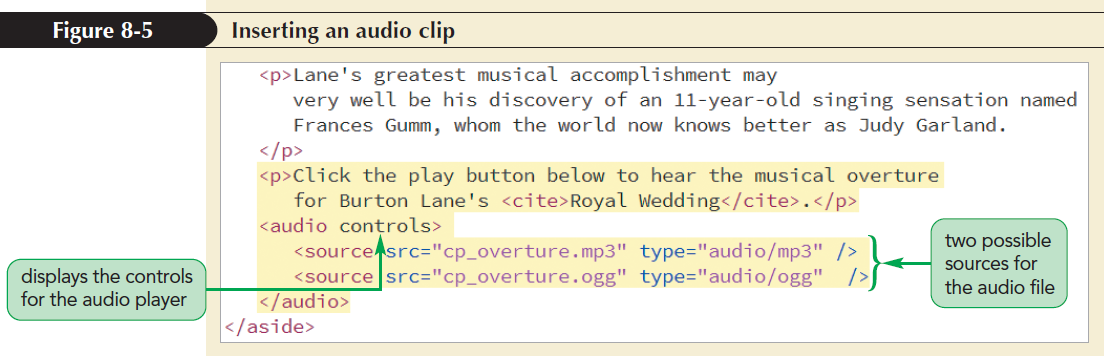 Figure 8-5
Inserting an audio clip
<p>Lane's greatest musical accomplishment may
very well be his discovery of an 11-year-old singing sensation named
Frances Gumm, whom the world now knows better as Judy Garland.
</p>
<p>Click the play button below to hear the musical overture
for Burton Lane's <cite>Royal Wedding</cite>.</p>
<audio controls>
<source src="cp_overture.mp3" type="audio/mp3" />
<source src="cp_overture.ogg" type="audio/ogg" />
</audio>
</aside>
displays the controls
for the audio player
two possible
sources for
the audio file